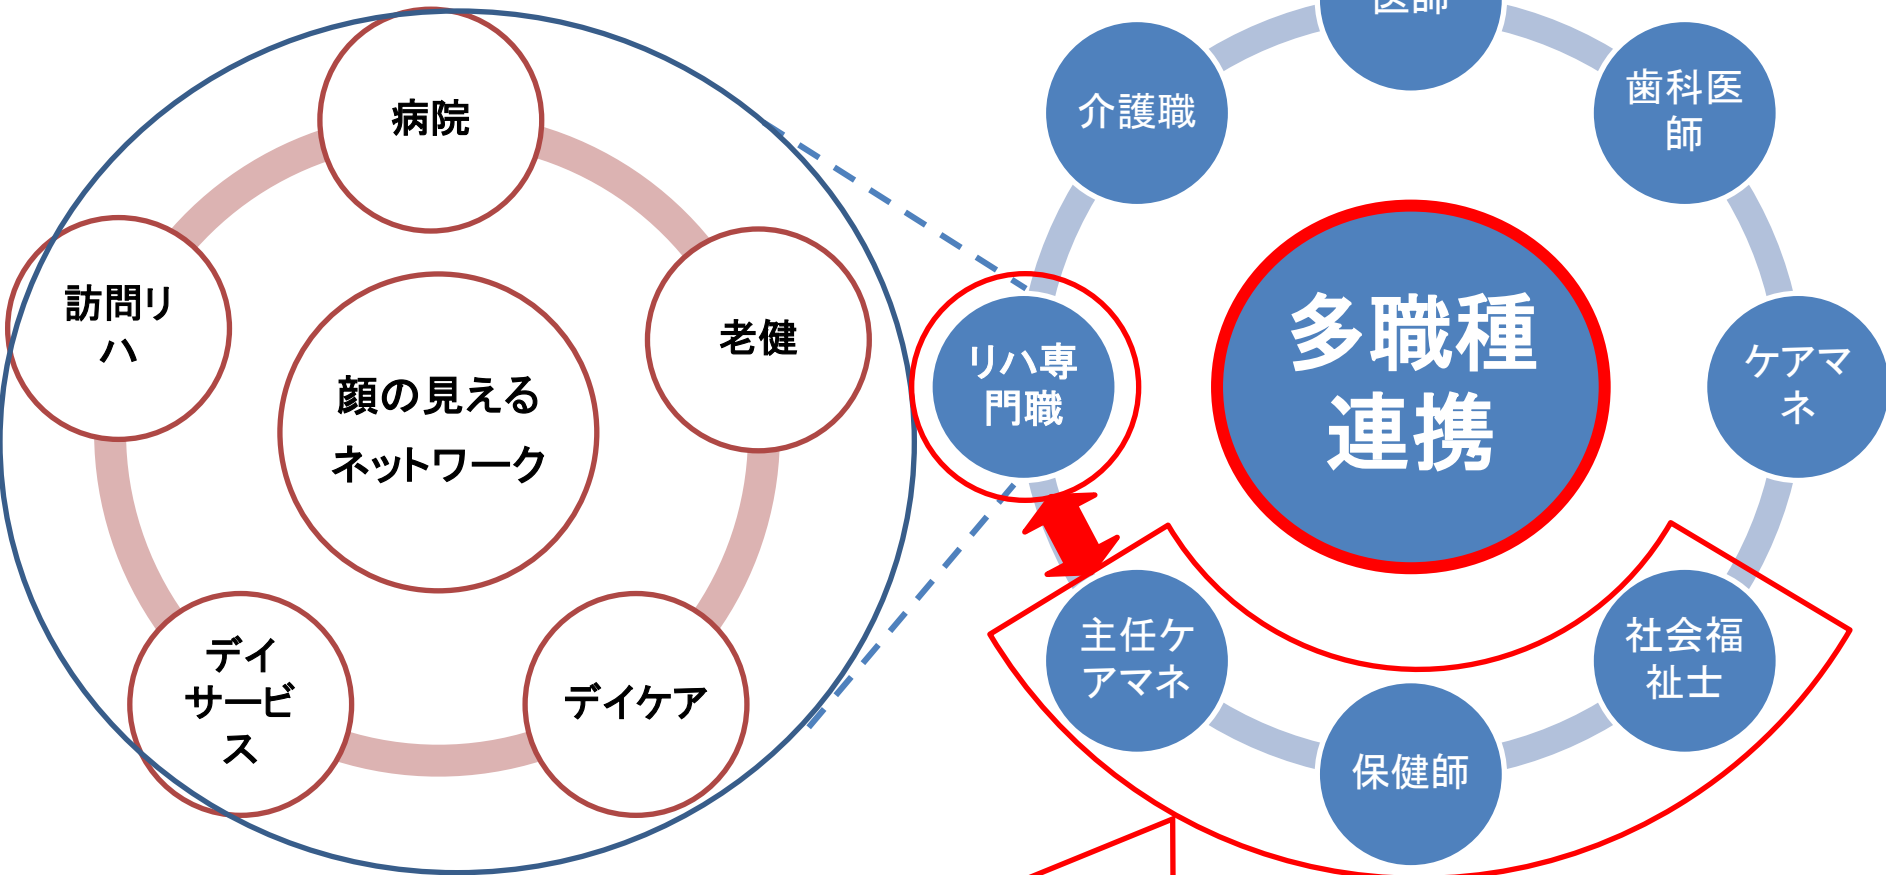 病院
訪問リ
ハ
老健
顔の見える
ネットワーク
デイ
サービ
ス
デイケア
医師
介護職
歯科医
師
リハ専
門職
多職種
連携
ケアマ
ネ
主任ケ
アマネ
社会福
祉士
保健師